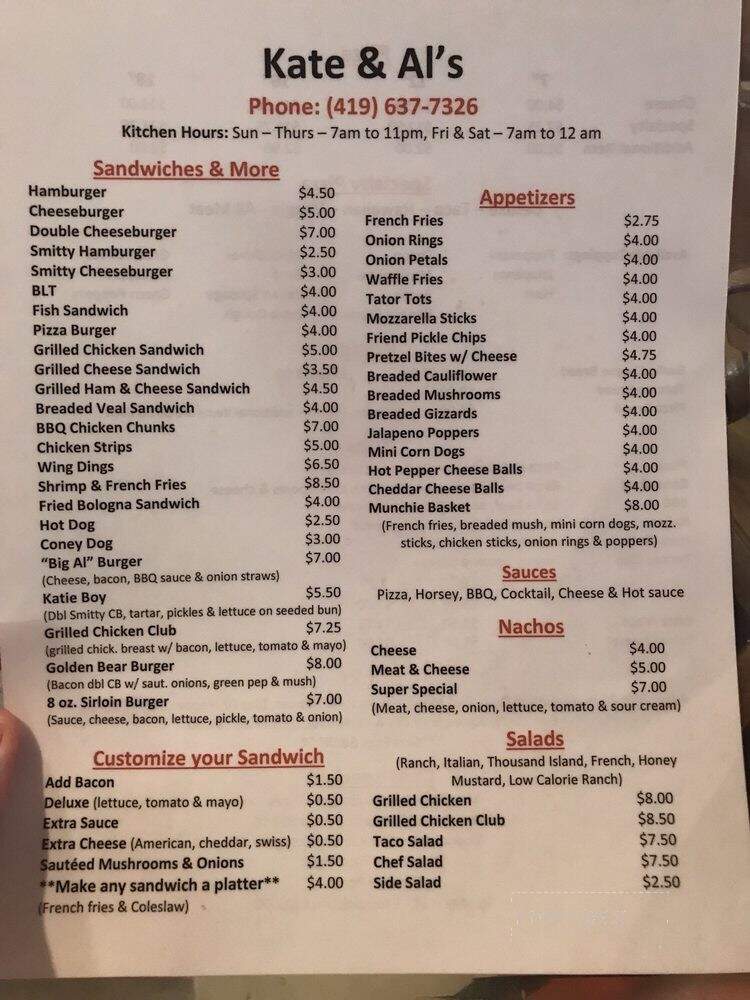 Kate & Al's
Phone: (419) 637-7326
Kitchen Hours: Sun – Thurs – 7am to 11pm, Fri & Sat – 7am to 12 am
Sandwiches & More
Hamburger $4.50
Cheeseburger $5.00
Double Cheeseburger $7.00
Smitty Hamburger $2.50
Smitty Cheeseburger $3.00
BLT $4.00
Fish Sandwich $4.00
Pizza Burger $4.00
Grilled Chicken Sandwich $5.00
Grilled Cheese Sandwich $3.50
Grilled Ham & Cheese Sandwich $4.50
Breaded Veal Sandwich $4.00
BBQ Chicken Chunks $7.00
Chicken Strips $5.00
Wing Dings $6.50
Shrimp & French Fries $8.50
Fried Bologna Sandwich $4.00
Hot Dog $2.50
Coney Dog $3.00
"Big Al" Burger $7.00
(Cheese, bacon, BBQ sauce & onion straws)
Katie Boy $5.50
(Dbl Smitty CB, tartar, pickles & lettuce on seeded bun)
Grilled Chicken Club $7.25
(grilled chick. breast w/ bacon, lettuce, tomato & mayo)
Golden Bear Burger $8.00
(Bacon dbl CB w/ saut. onions, green pep & mush)
8 oz. Sirloin Burger $7.00
(Sauce, cheese, bacon, lettuce, pickle, tomato & onion)
Customize your Sandwich
Add Bacon $1.50
Deluxe (lettuce, tomato & mayo) $0.50
Extra Sauce $0.50
Extra Cheese (American, cheddar, swiss) $0.50
Sautéed Mushrooms & Onions $1.50
**Make any sandwich a platter** $4.00
(French fries & Coleslaw)
Appetizers
French Fries $2.75
Onion Rings $4.00
Onion Petals $4.00
Waffle Fries $4.00
Tator Tots $4.00
Mozzarella Sticks $4.00
Friend Pickle Chips $4.00
Pretzel Bites w/ Cheese $4.75
Breaded Cauliflower $4.00
Breaded Mushrooms $4.00
Breaded Gizzards $4.00
Jalapeno Poppers $4.00
Mini Corn Dogs $4.00
Hot Pepper Cheese Balls $4.00
Cheddar Cheese Balls $4.00
Munchie Basket $8.00
(French fries, breaded mush, mini corn dogs, mozz.
sticks, chicken sticks, onion rings & poppers)
Sauces
Pizza, Horsey, BBQ, Cocktail, Cheese & Hot sauce
Nachos
Cheese $4.00
Meat & Cheese $5.00
Super Special $7.00
(Meat, cheese, onion, lettuce, tomato & sour cream)
Salads
(Ranch, Italian, Thousand Island, French, Honey
Mustard, Low Calorie Ranch)
Grilled Chicken $8.00
Grilled Chicken Club $8.50
Taco Salad $7.50
Chef Salad $7.50
Side Salad $2.50